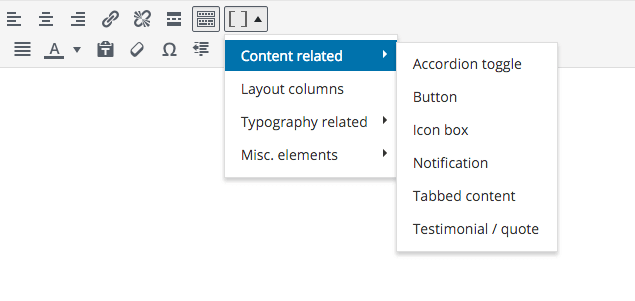 [ ]
A
T
Ω
Content related
Layout columns
Typography related
Misc. elements
Accordion toggle
Button
Icon box
Notification
Tabbed content
Testimonial / quote